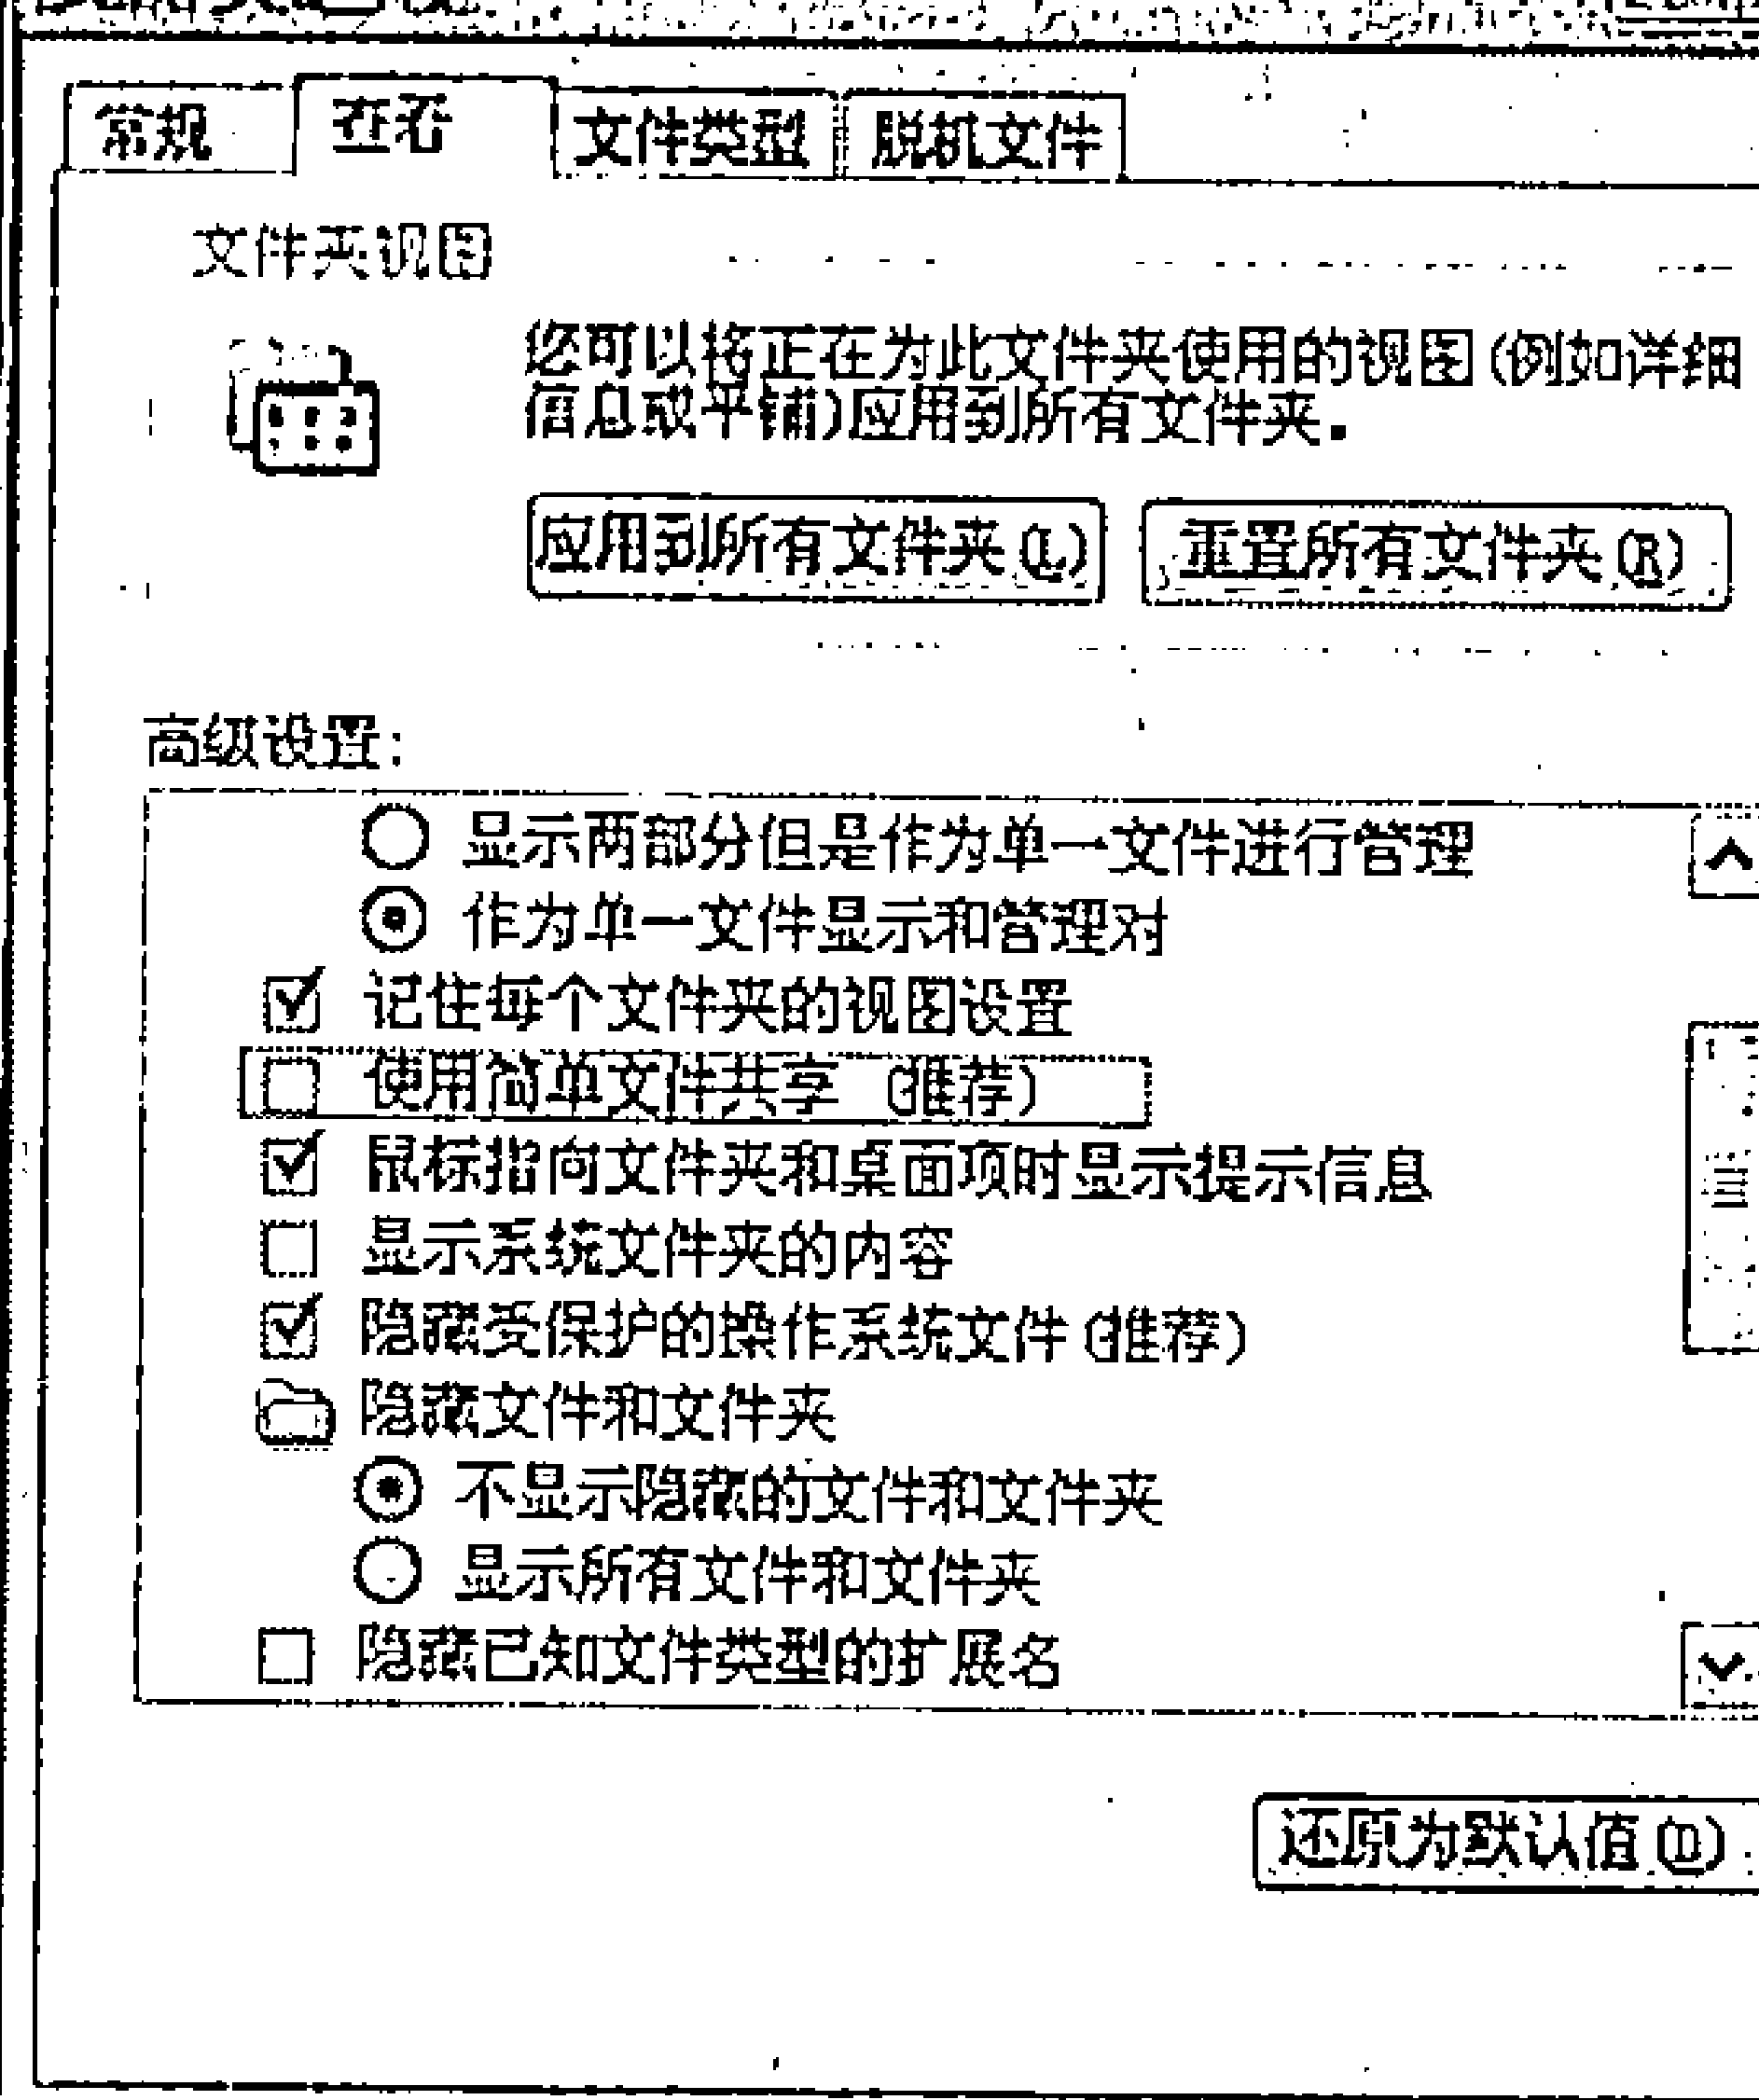 常规 查看 文件类型 脱机文件
文件夹视图
您可以将正在为此文件夹使用的视图(例如详细
信息或平铺)应用到所有文件夹。
应用到所有文件夹(L) 重置所有文件夹(R)
高级设置:
显示两部分但是作为单一文件进行管理
作为单一文件显示和管理对
记住每个文件夹的视图设置
使用简单文件共享 (推荐)
鼠标指向文件夹和桌面项时显示提示信息
显示系统文件夹的内容
隐藏受保护的操作系统文件(推荐)
隐藏文件和文件夹
不显示隐藏的文件和文件夹
显示所有文件和文件夹
隐藏已知文件类型的扩展名
还原为默认值(D)